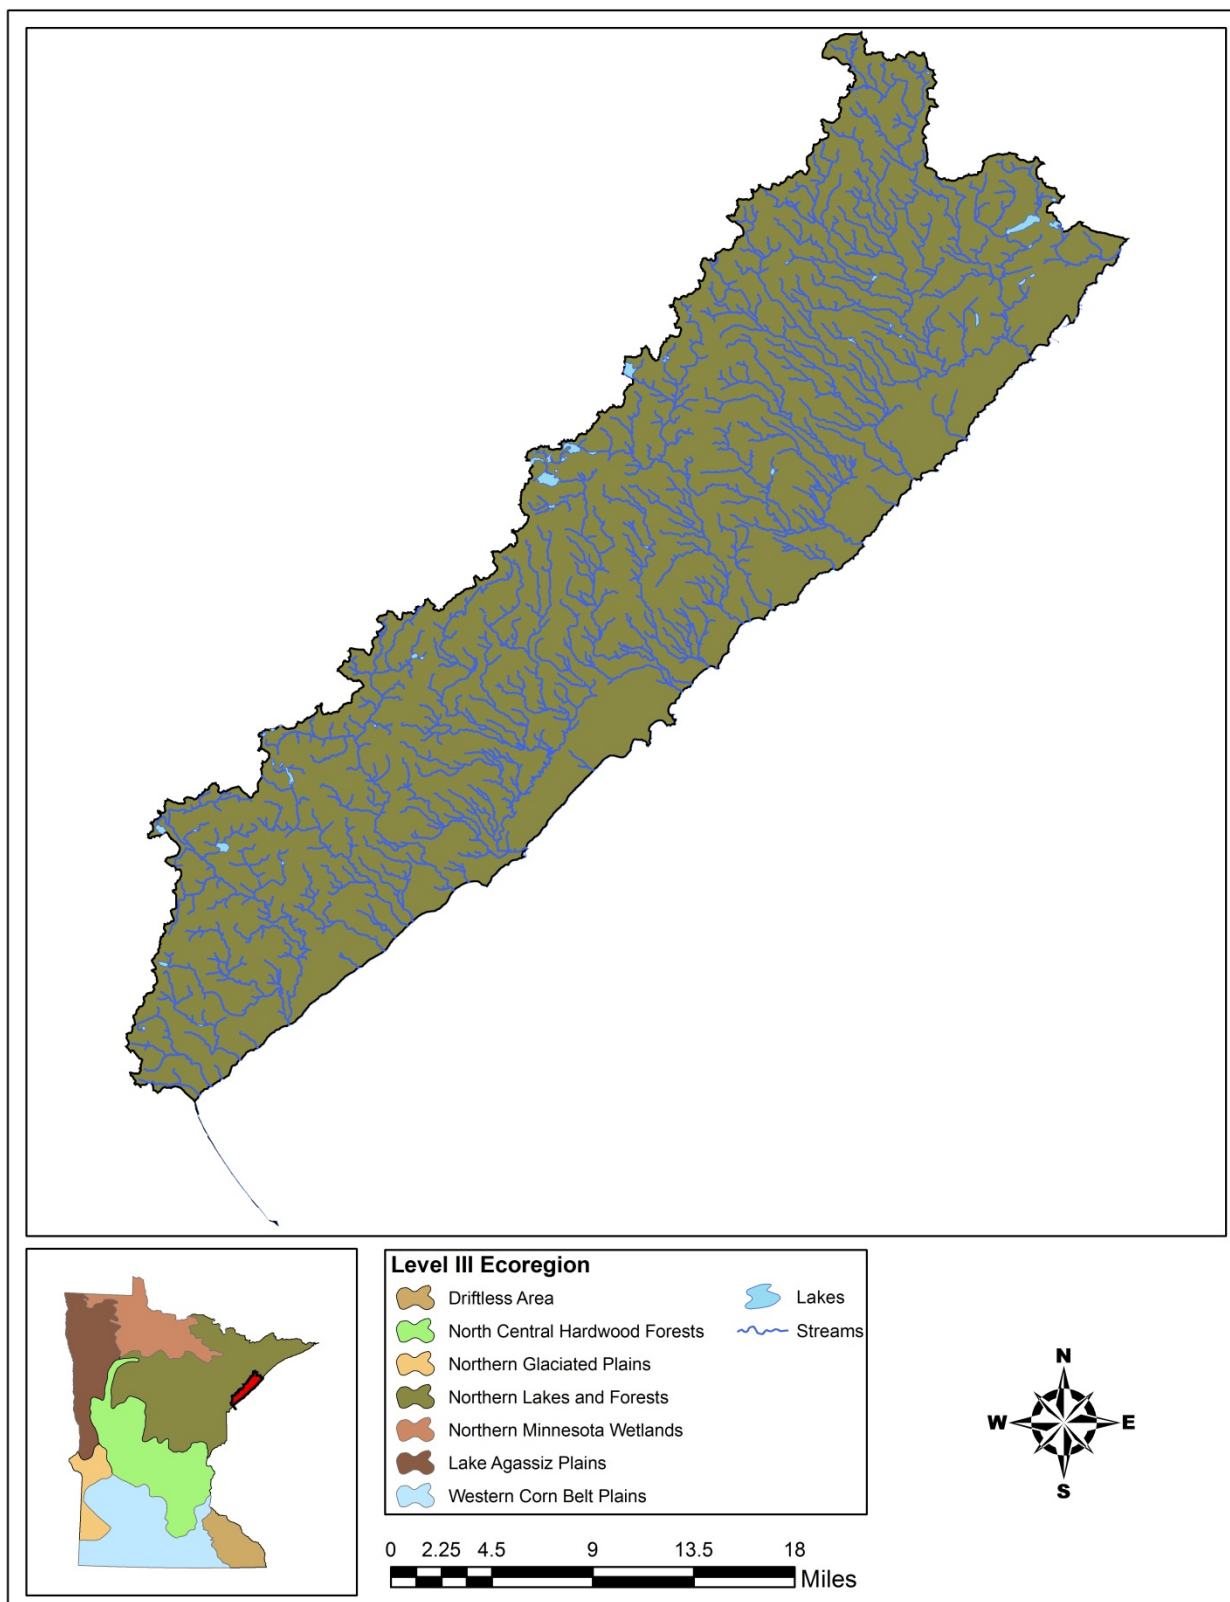 Level III Ecoregion
Driftless Area
North Central Hardwood Forests
Northern Glaciated Plains
Northern Lakes and Forests
Northern Minnesota Wetlands
Lake Agassiz Plains
Western Corn Belt Plains
Lakes
Streams
0 2.25 4.5 9 13.5 18
Miles
N
W E
S